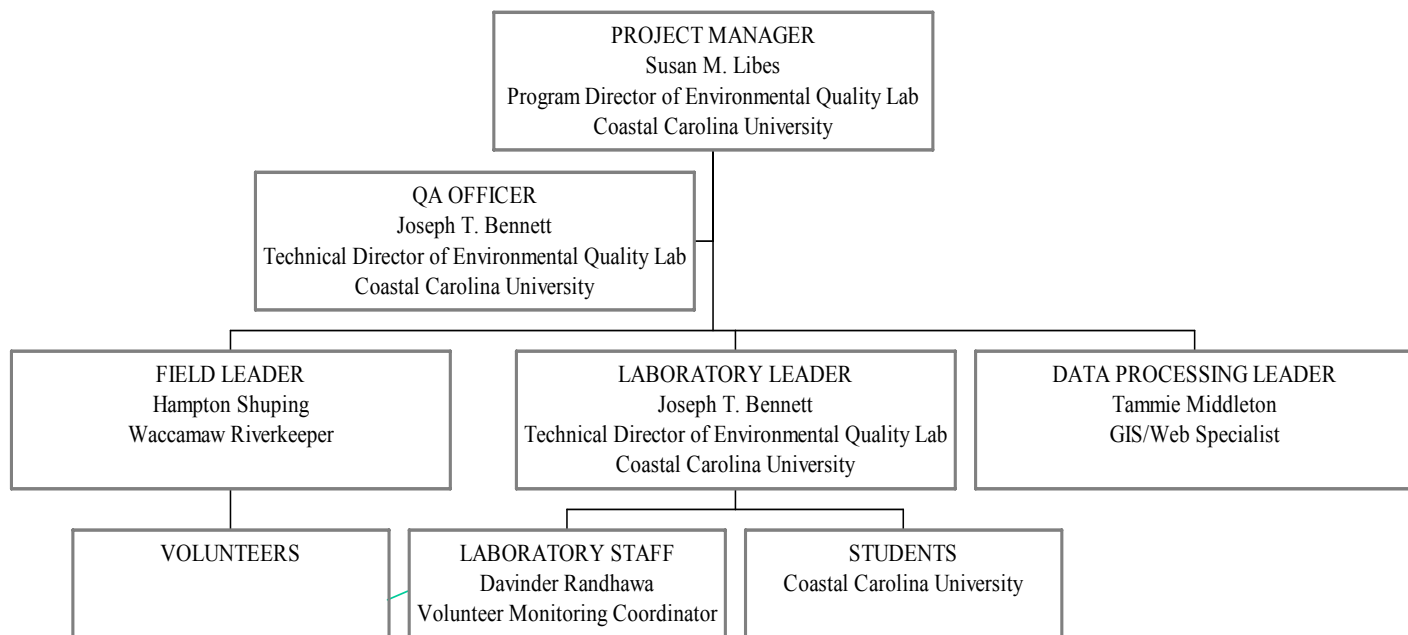 PROJECT MANAGER
Susan M. Libes
Program Director of Environmental Quality Lab
Coastal Carolina University
QA OFFICER
Joseph T. Bennett
Technical Director of Environmental Quality Lab
Coastal Carolina University
FIELD LEADER
Hampton Shuping
Waccamaw Riverkeeper
LABORATORY LEADER
Joseph T. Bennett
Technical Director of Environmental Quality Lab
Coastal Carolina University
DATA PROCESSING LEADER
Tammie Middleton
GIS/Web Specialist
VOLUNTEERS
LABORATORY STAFF
Davinder Randhawa
Volunteer Monitoring Coordinator
STUDENTS
Coastal Carolina University